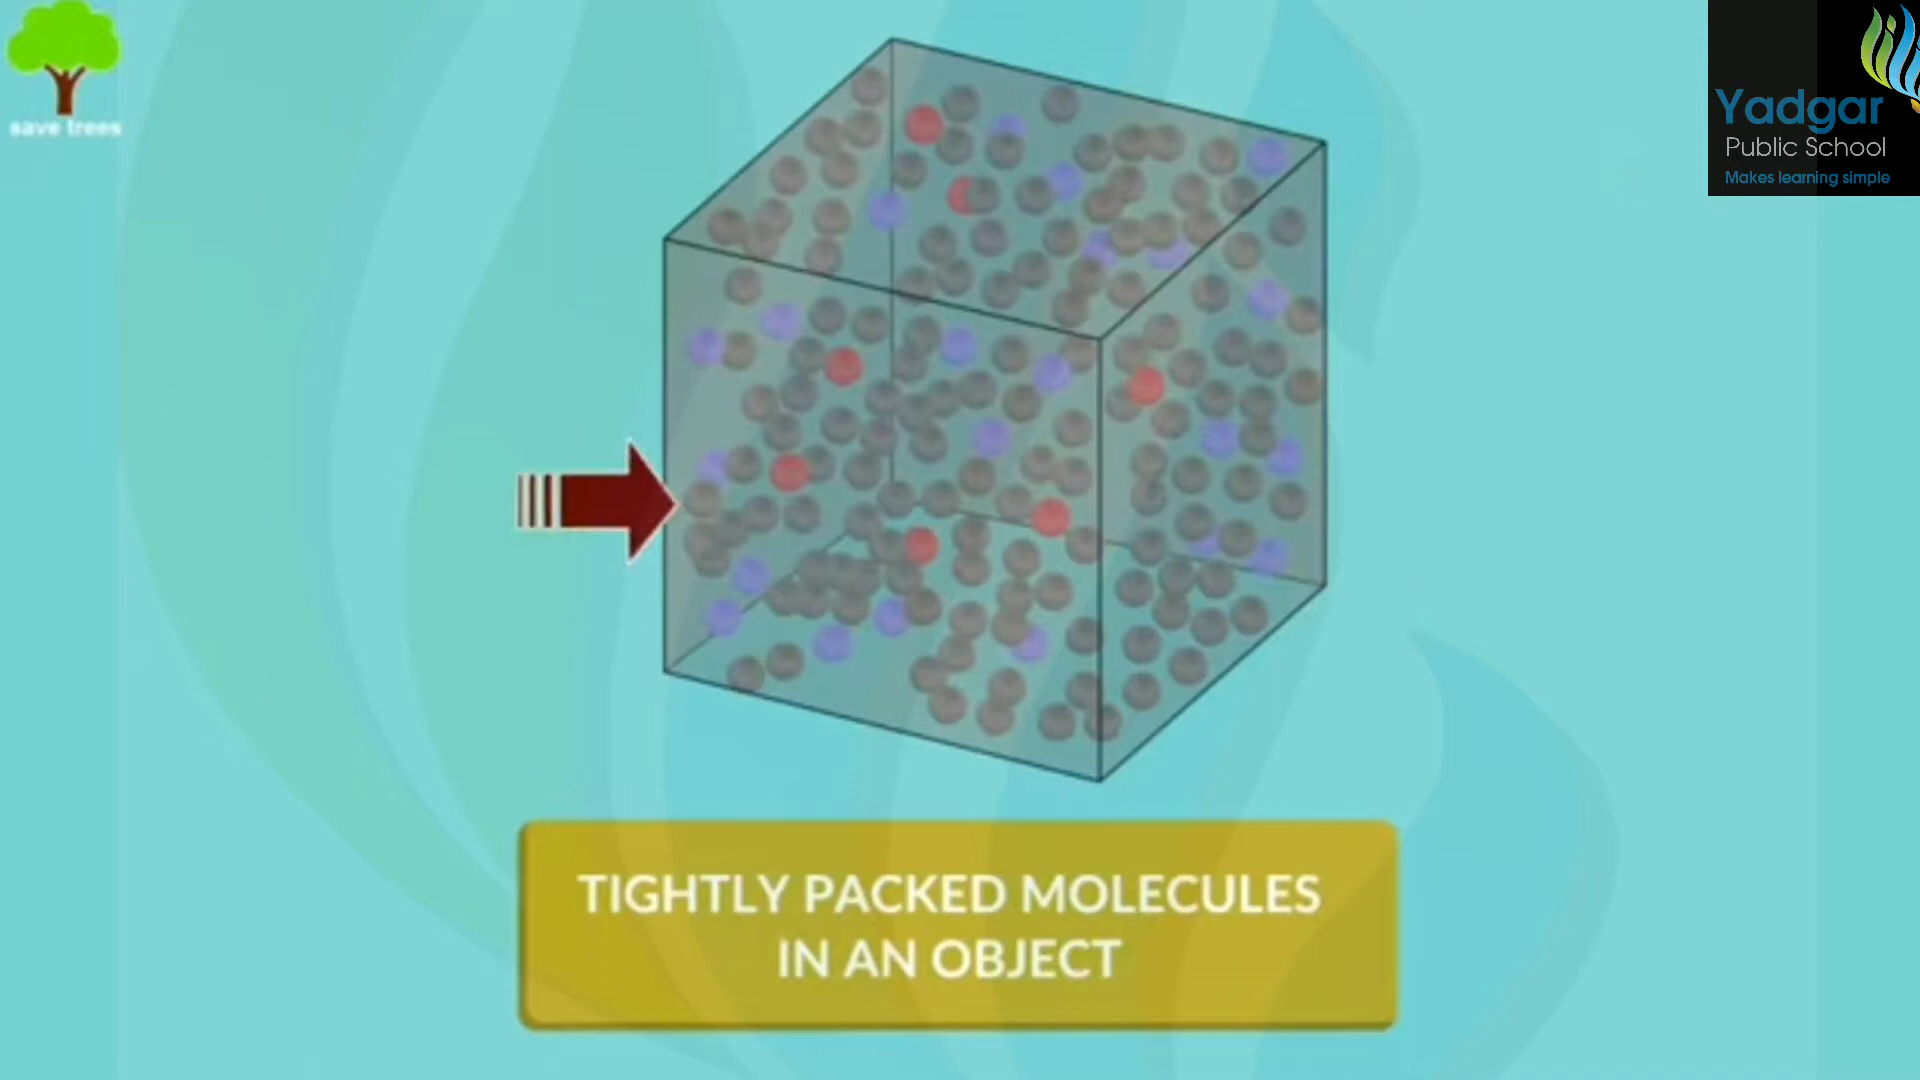 save trees
Yadgar
Public School
Makes learning simple
TIGHTLY PACKED MOLECULES
IN AN OBJECT